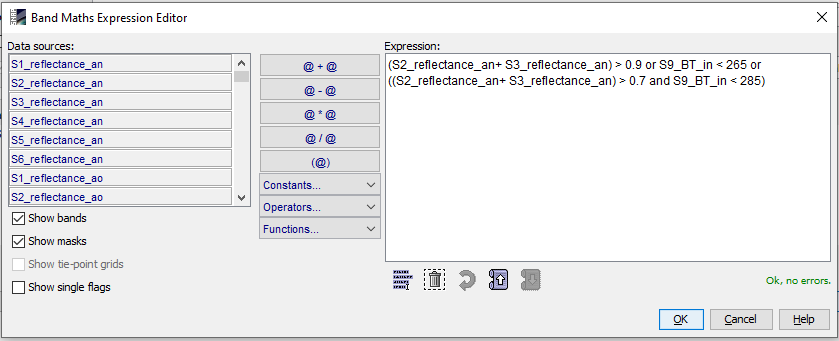 Band Maths Expression Editor
Data sources:
S1_reflectance_an
S2_reflectance_an
S3_reflectance_an
S4_reflectance_an
S5_reflectance_an
S6_reflectance_an
S1_reflectance_ao
S2_reflectance_ao
Show bands
Show masks
Show tie-point grids
Show single flags
@ + @
@ - @
@ * @
@ / @
(@)
Constants...
Operators...
Functions...
Expression:
(S2_reflectance_an+ S3_reflectance_an) > 0.9 or S9_BT_in < 265 or
((S2_reflectance_an+ S3_reflectance_an) > 0.7 and S9_BT_in < 285)
Ok, no errors.
OK
Cancel
Help